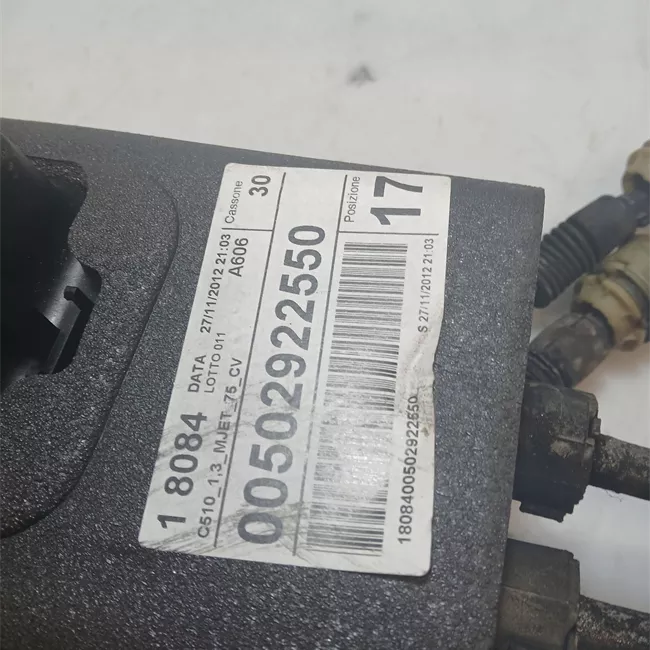 1 8084 DATA 27/11/2012 21:03
LOTTO 011 A606
C510_1,3_MJET_75_CV
Cassone 30
00502922550
Posizione 17
1808400502922550
S 27/11/2012 21:03